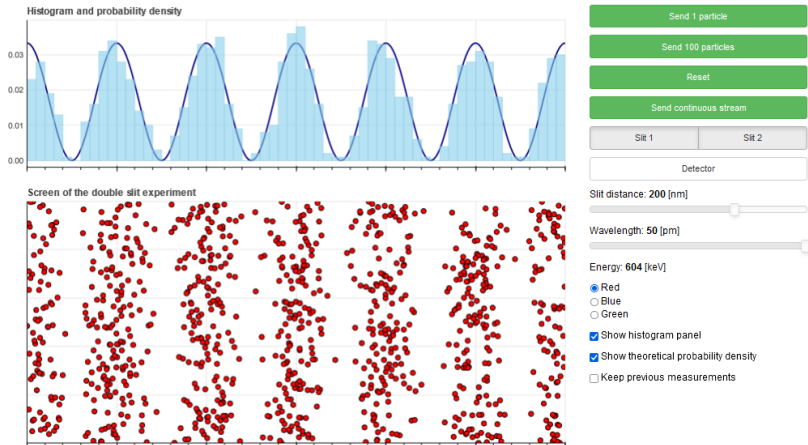 Histogram and probability density
0.03
0.02
0.01
0.00
Screen of the double slit experiment
Send 1 particle
Send 100 particles
Reset
Send continuous stream
Slit 1
Slit 2
Detector
Slit distance: 200 [nm]
Wavelength: 50 [pm]
Energy: 604 [keV]
Red
Blue
Green
Show histogram panel
Show theoretical probability density
Keep previous measurements